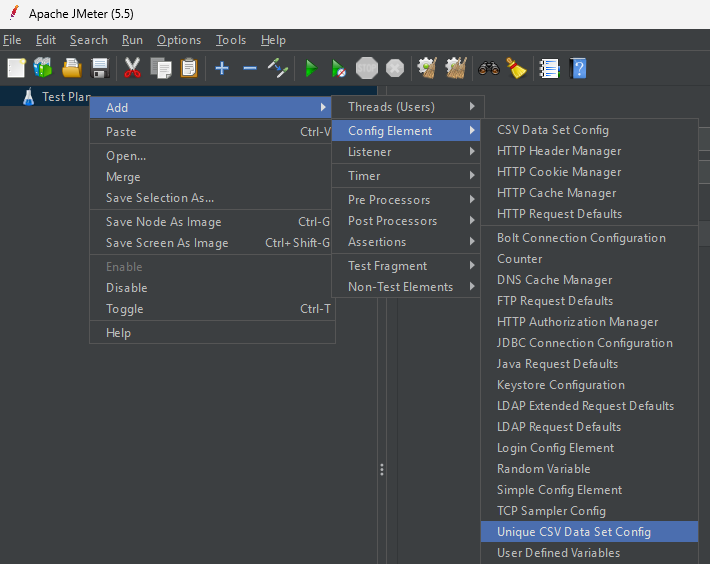 Apache JMeter (5.5)
File Edit Search Run Options Tools Help
Test Plan
Add
Paste Ctrl-V
Open...
Merge
Save Selection As...
Save Node As Image Ctrl-G
Save Screen As Image Ctrl+Shift-G
Enable
Disable
Toggle Ctrl-T
Help
Threads (Users)
Config Element
Listener
Timer
Pre Processors
Post Processors
Assertions
Test Fragment
Non-Test Elements
CSV Data Set Config
HTTP Header Manager
HTTP Cookie Manager
HTTP Cache Manager
HTTP Request Defaults
Bolt Connection Configuration
Counter
DNS Cache Manager
FTP Request Defaults
HTTP Authorization Manager
JDBC Connection Configuration
Java Request Defaults
Keystore Configuration
LDAP Extended Request Defaults
LDAP Request Defaults
Login Config Element
Random Variable
Simple Config Element
TCP Sampler Config
Unique CSV Data Set Config
User Defined Variables